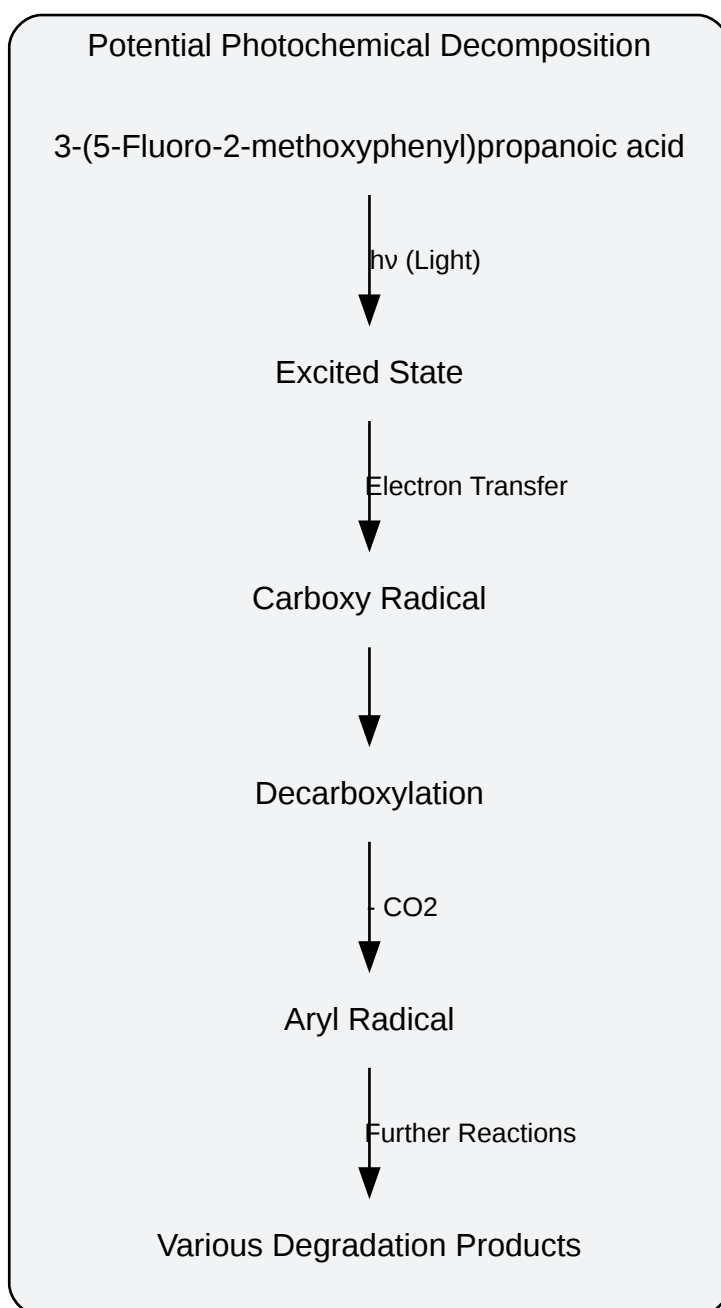 Potential Photochemical Decomposition
3-(5-Fluoro-2-methoxyphenyl)propanoic acid
hν (Light)
Excited State
Electron Transfer
Carboxy Radical
Decarboxylation
- CO2
Aryl Radical
Further Reactions
Various Degradation Products